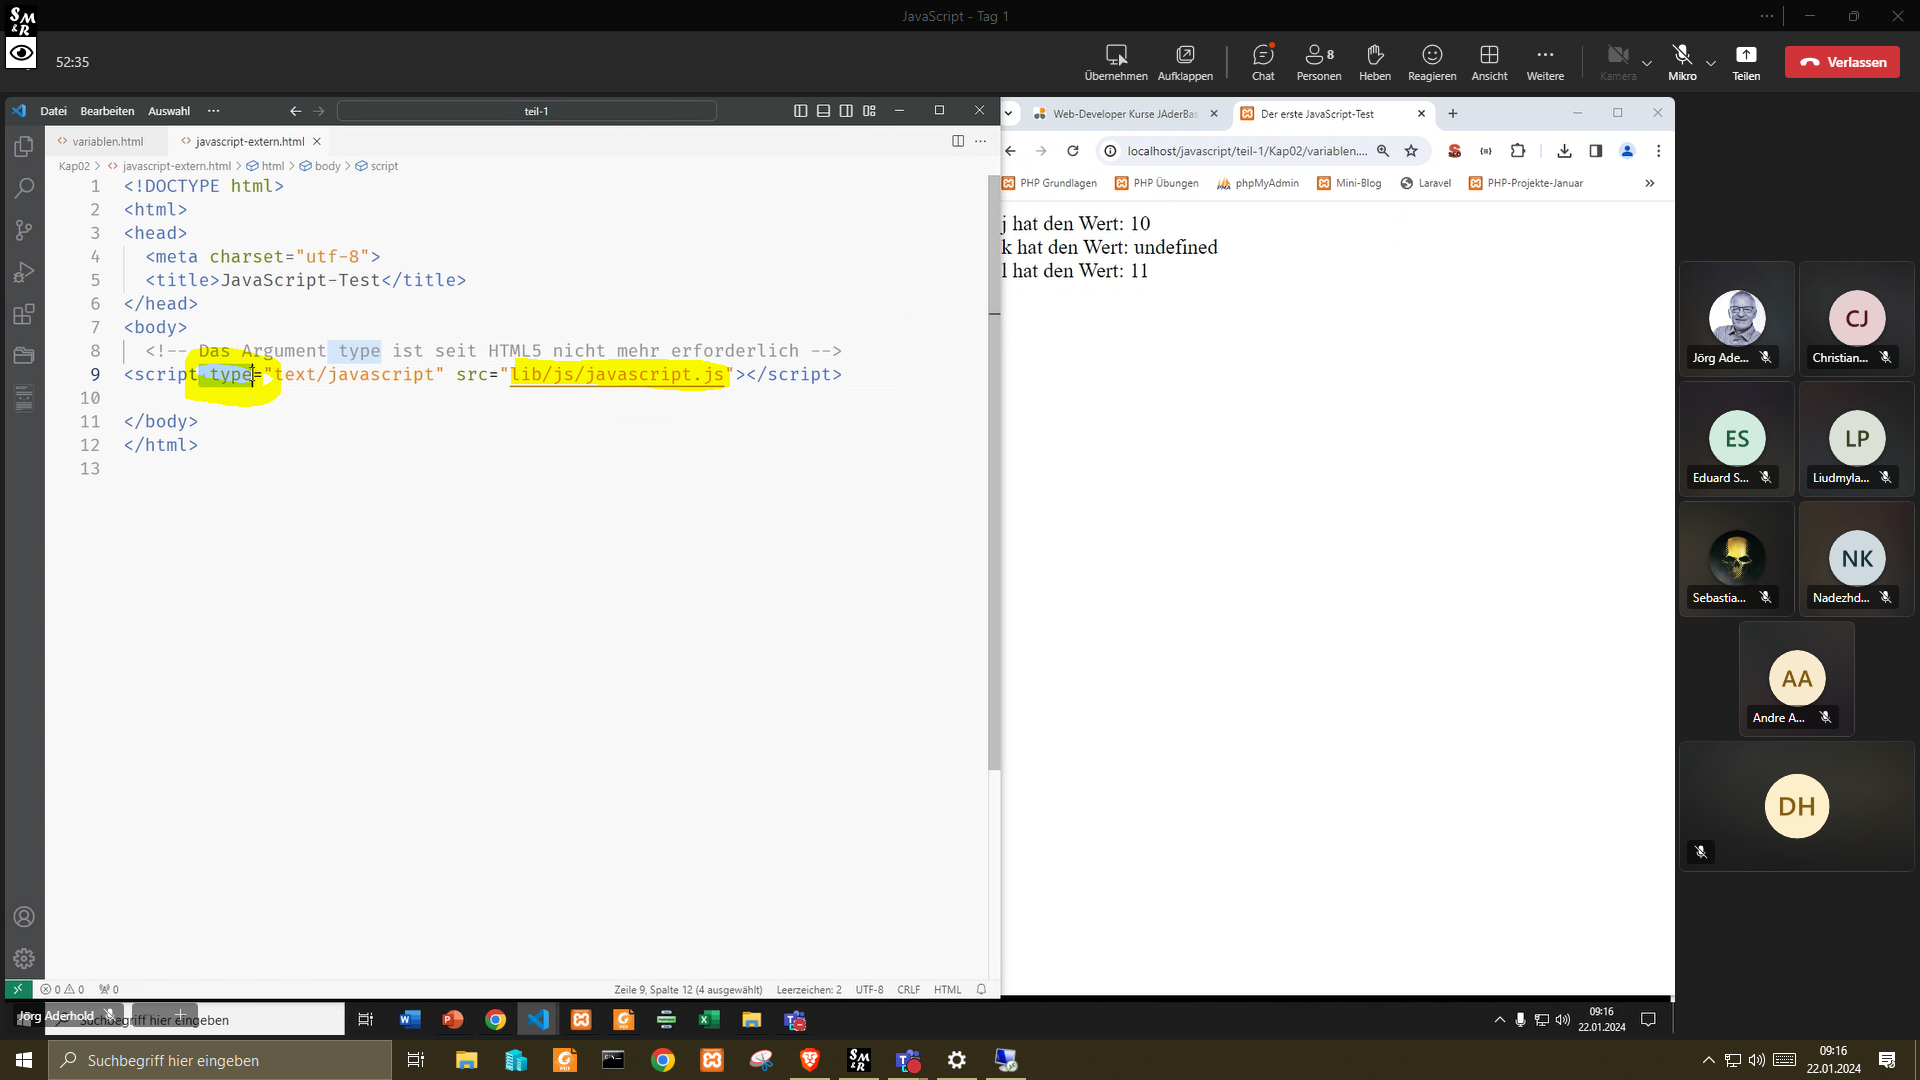 JavaScript - Tag 1
SM
&R
52:35
Übernehmen
Aufklappen
Chat
8
Personen
Heben
Reagieren
Ansicht
Weitere
Kamera
Mikro
Teilen
Verlassen
Datei Bearbeiten Auswahl ···
teil-1
variablen.html
javascript-extern.html
Kap02 > javascript-extern.html > html > body > script
1 <!DOCTYPE html>
2 <html>
3 <head>
4 <meta charset="utf-8">
5 <title>JavaScript-Test</title>
6 </head>
7 <body>
8 <!-- Das Argument type ist seit HTML5 nicht mehr erforderlich -->
9 <script type="text/javascript" src="lib/js/javascript.js"></script>
10
11 </body>
12 </html>
13
0 0 0
Zeile 9, Spalte 12 (4 ausgewählt)
Leerzeichen: 2
UTF-8
CRLF
HTML
Web-Developer Kurse JAderBas
Der erste JavaScript-Test
localhost/javascript/teil-1/Kap02/variablen....
PHP Grundlagen
PHP Übungen
phpMyAdmin
Mini-Blog
Laravel
PHP-Projekte-Januar
j hat den Wert: 10
k hat den Wert: undefined
l hat den Wert: 11
Jörg Ade...
CJ
Christian...
ES
Eduard S...
LP
Liudmyla...
Sebastia...
NK
Nadezhd...
AA
Andre A...
DH
Jörg Aderhold
Suchbegriff hier eingeben
09:16
22.01.2024
Suchbegriff hier eingeben
09:16
22.01.2024